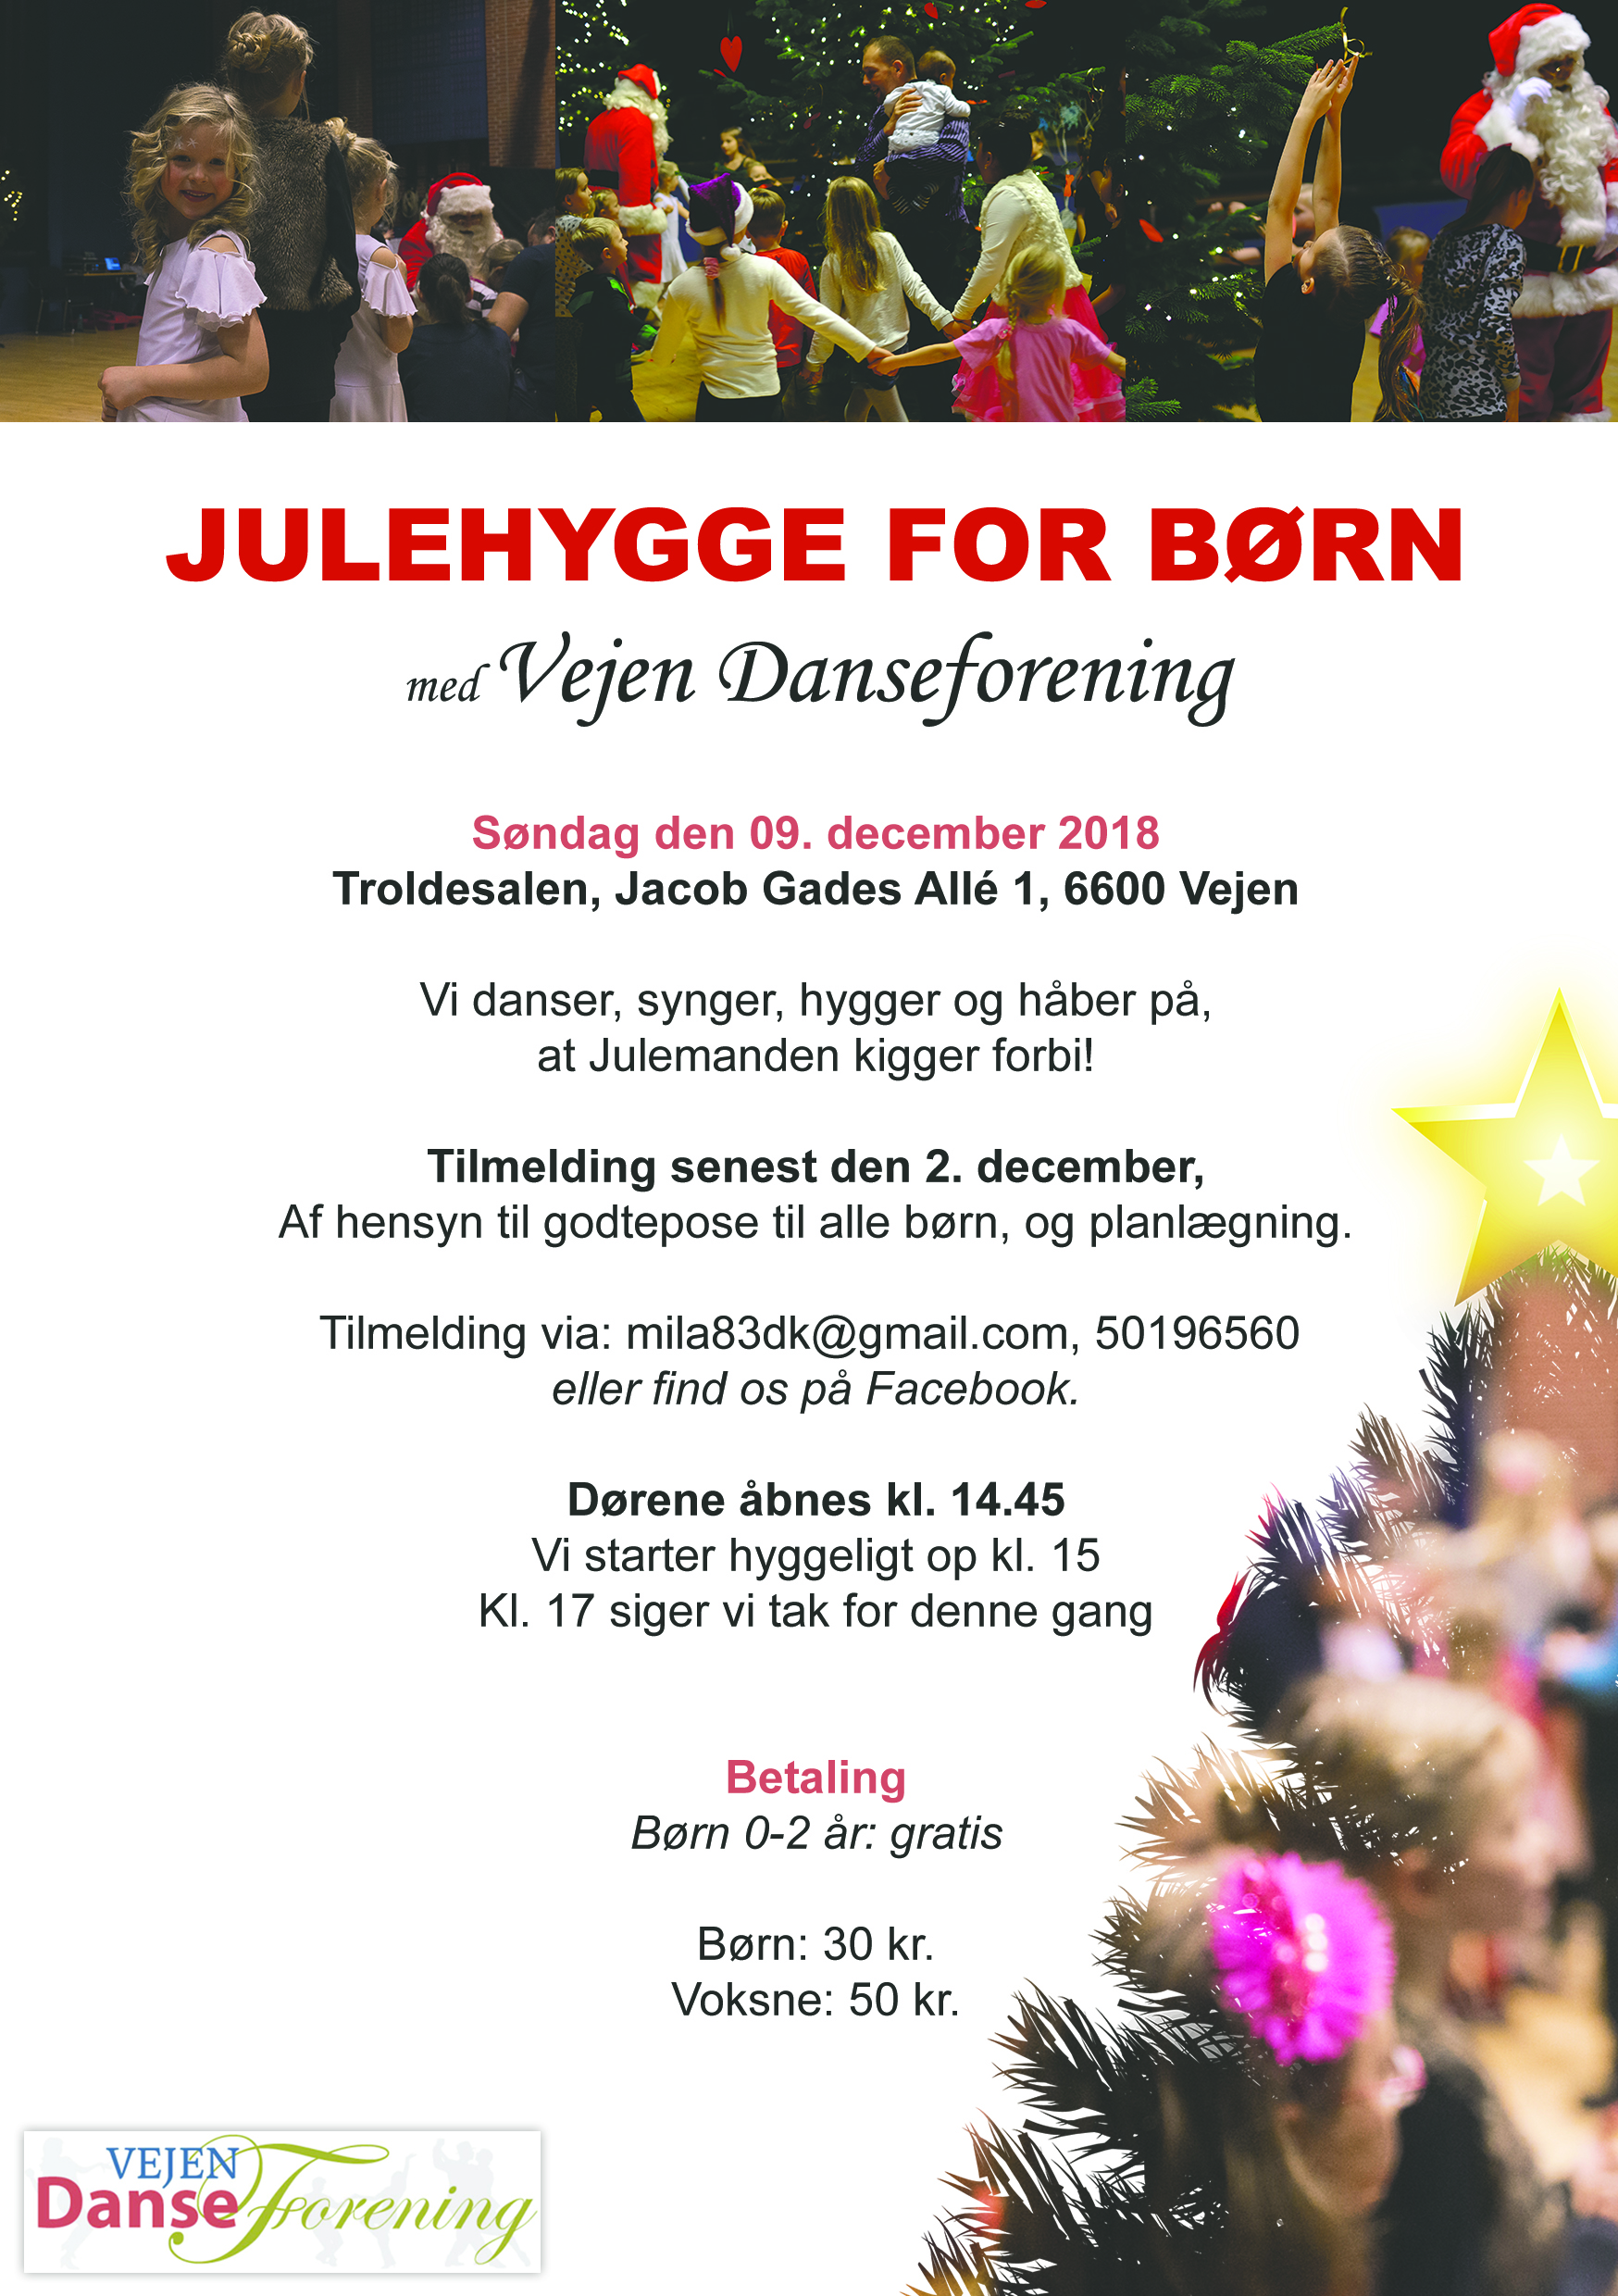 JULEHYGGE FOR BØRN
med Vejen Danseforening
Søndag den 09. december 2018
Troldesalen, Jacob Gades Allé 1, 6600 Vejen
Vi danser, synger, hygger og håber på,
at Julemanden kigger forbi!
Tilmelding senest den 2. december,
Af hensyn til godtepose til alle børn, og planlægning.
Tilmelding via: mila83dk@gmail.com, 50196560
eller find os på Facebook.
Dørene åbnes kl. 14.45
Vi starter hyggeligt op kl. 15
Kl. 17 siger vi tak for denne gang
Betaling
Børn 0-2 år: gratis
Børn: 30 kr.
Voksne: 50 kr.
VEJEN
DanseForening